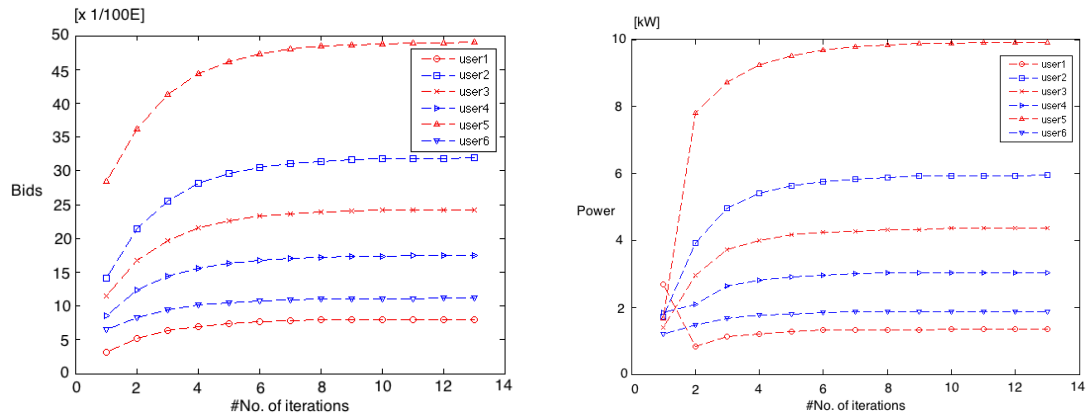 [x 1/100E]
50
45
40
35
30
25
20
15
10
5
0
Bids
0 2 4 6 8 10 12 14
#No. of iterations
user1
user2
user3
user4
user5
user6
[kW]
10
8
6
4
2
0
Power
0 2 4 6 8 10 12 14
#No. of iterations
user1
user2
user3
user4
user5
user6